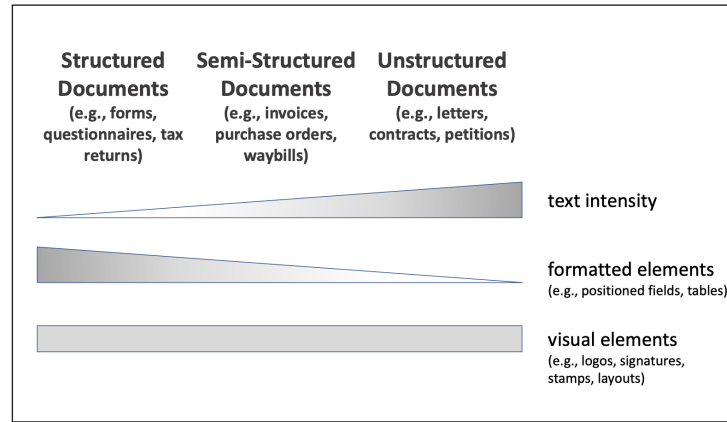 Structured
Documents
(e.g., forms,
questionnaires, tax
returns)
Semi-Structured
Documents
(e.g., invoices,
purchase orders,
waybills)
Unstructured
Documents
(e.g., letters,
contracts, petitions)
text intensity
formatted elements
(e.g., positioned fields, tables)
visual elements
(e.g., logos, signatures,
stamps, layouts)